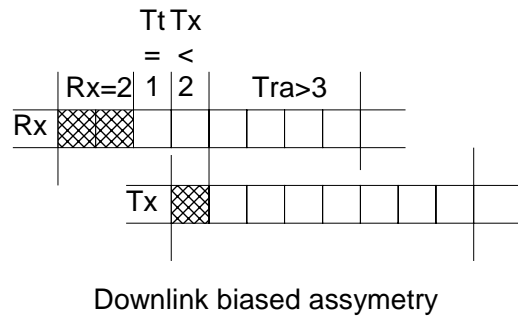 Tt Tx
= <
Rx=2 1 2 Tra>3
Rx
Tx
Downlink biased assymetry